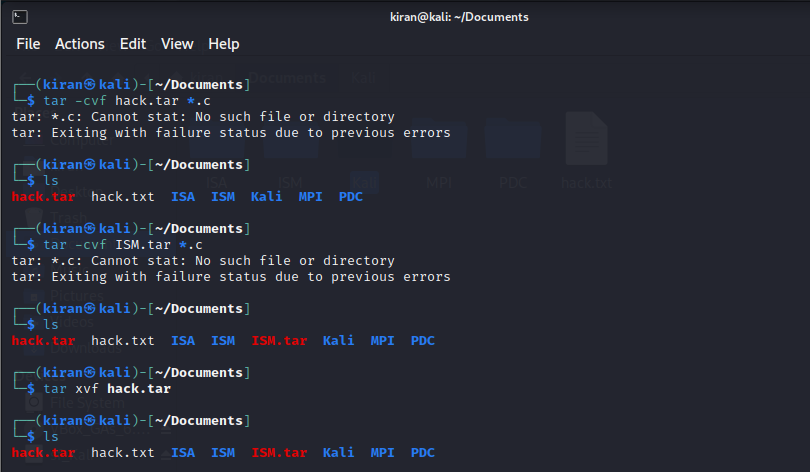 kiran@kali: ~/Documents
File Actions Edit View Help
┌──(kiran㉿kali)-[~/Documents]
└─$ tar -cvf hack.tar *.c
tar: *.c: Cannot stat: No such file or directory
tar: Exiting with failure status due to previous errors
┌──(kiran㉿kali)-[~/Documents]
└─$ ls
hack.tar hack.txt ISA ISM Kali MPI PDC
┌──(kiran㉿kali)-[~/Documents]
└─$ tar -cvf ISM.tar *.c
tar: *.c: Cannot stat: No such file or directory
tar: Exiting with failure status due to previous errors
┌──(kiran㉿kali)-[~/Documents]
└─$ ls
hack.tar hack.txt ISA ISM ISM.tar Kali MPI PDC
┌──(kiran㉿kali)-[~/Documents]
└─$ tar xvf hack.tar
┌──(kiran㉿kali)-[~/Documents]
└─$ ls
hack.tar hack.txt ISA ISM ISM.tar Kali MPI PDC